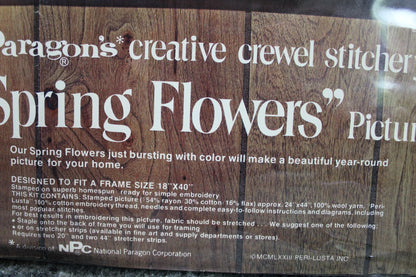 Paragon's* creative crewel stitchery
®
Spring Flowers” Picture
Our Spring Flowers just bursting with color will make a beautiful year-round
picture for your home.
DESIGNED TO FIT A FRAME SIZE 18"X40"
Stamped on superb homespun ready for simple embroidery
THIS KIT CONTAINS: Stamped picture (54% rayon 30% cotton 16% flax) approx. 24"x44", 100% wool yarn, "Peri-
Lusta" 100% cotton embroidery thread, needles and complete easy-to-follow instructions and diagrams, including
most popular stitches.
For best results in embroidering this picture, fabric should be stretched ... We suggest one of the following:
• Staple onto the back of frame you will use for framing
• or on stretcher strips (available in fine art and supply departments or stores).
Requires two 20" and two 44" stretcher strips.
* A division of NPC National Paragon Corporation
©MCMLXXIII PERI-LUSTA INC